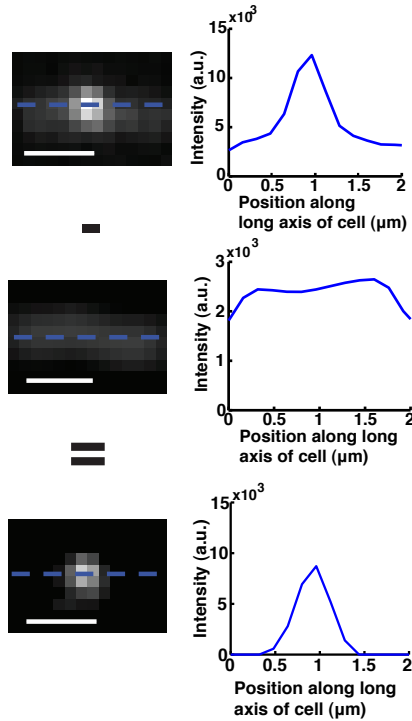 x10³
15
10
5
0
Intensity (a.u.)
0 0.5 1 1.5 2
Position along
long axis of cell (μm)
x10³
3
2
1
0
Intensity (a.u.)
0 0.5 1 1.5 2
Position along long
axis of cell (μm)
x10³
15
10
5
0
Intensity (a.u.)
0 0.5 1 1.5 2
Position along long
axis of cell (μm)